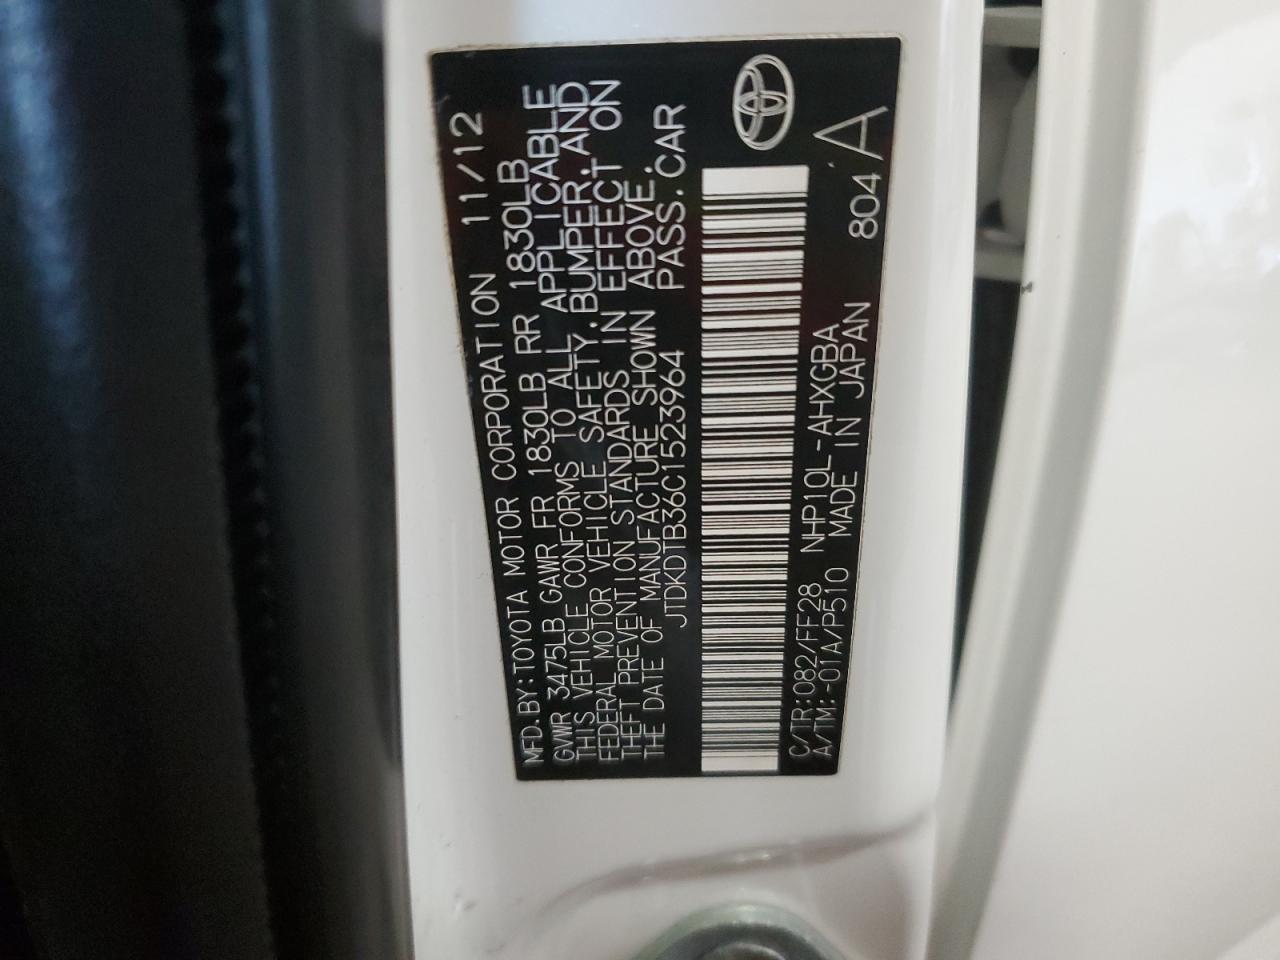 MFD.BY:TOYOTA MOTOR CORPORATION 11/12
GVWR 3475LB GAWR FR 1830LB RR 1830LB
THIS VEHICLE CONFORMS TO ALL APPLICABLE
FEDERAL MOTOR VEHICLE SAFETY,BUMPER,AND
THEFT PREVENTION STANDARDS IN EFFECT ON
THE DATE OF MANUFACTURE SHOWN ABOVE.
JTDKDTB36C1523964 PASS.CAR
C/TR:082/FF28 NHP10L-AHXGBA 804 A
A/TM:-01A/P510 MADE IN JAPAN